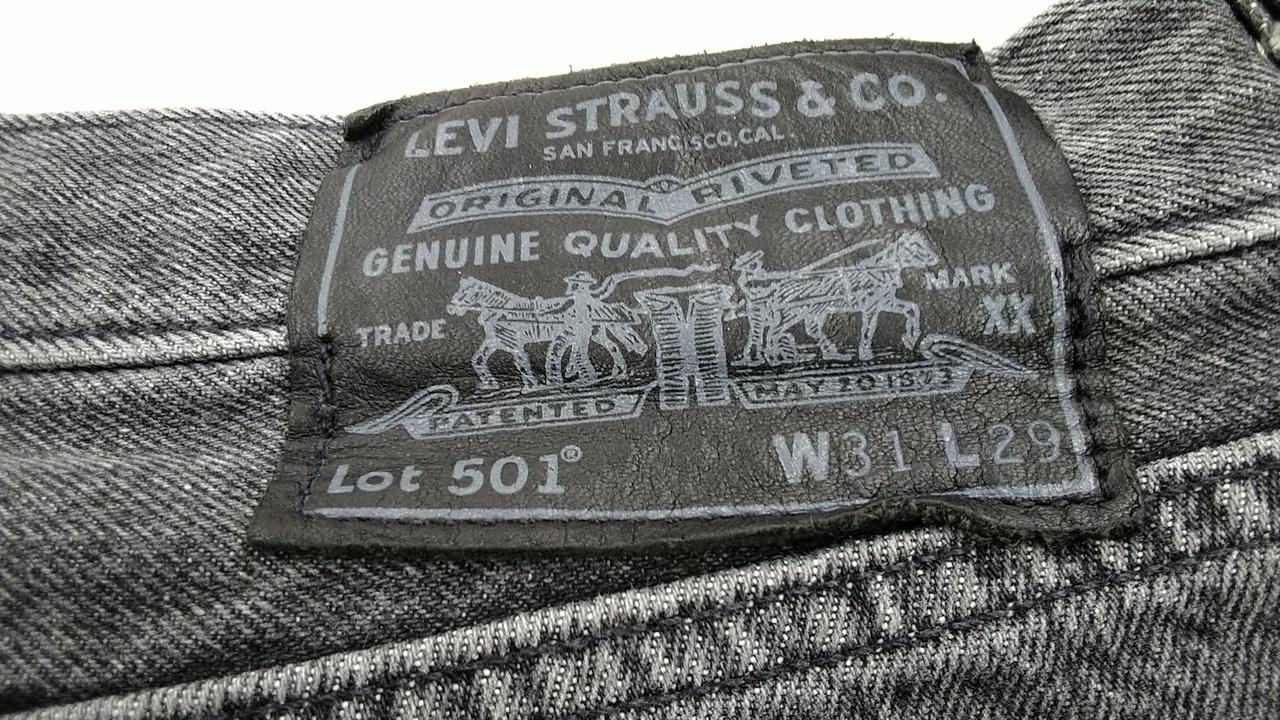 LEVI STRAUSS & CO.
SAN FRANCISCO, CAL.
ORIGINAL RIVETED
GENUINE QUALITY CLOTHING
TRADE MARK
XX
PATENTED MAY 20 1873
Lot 501® W31 L29